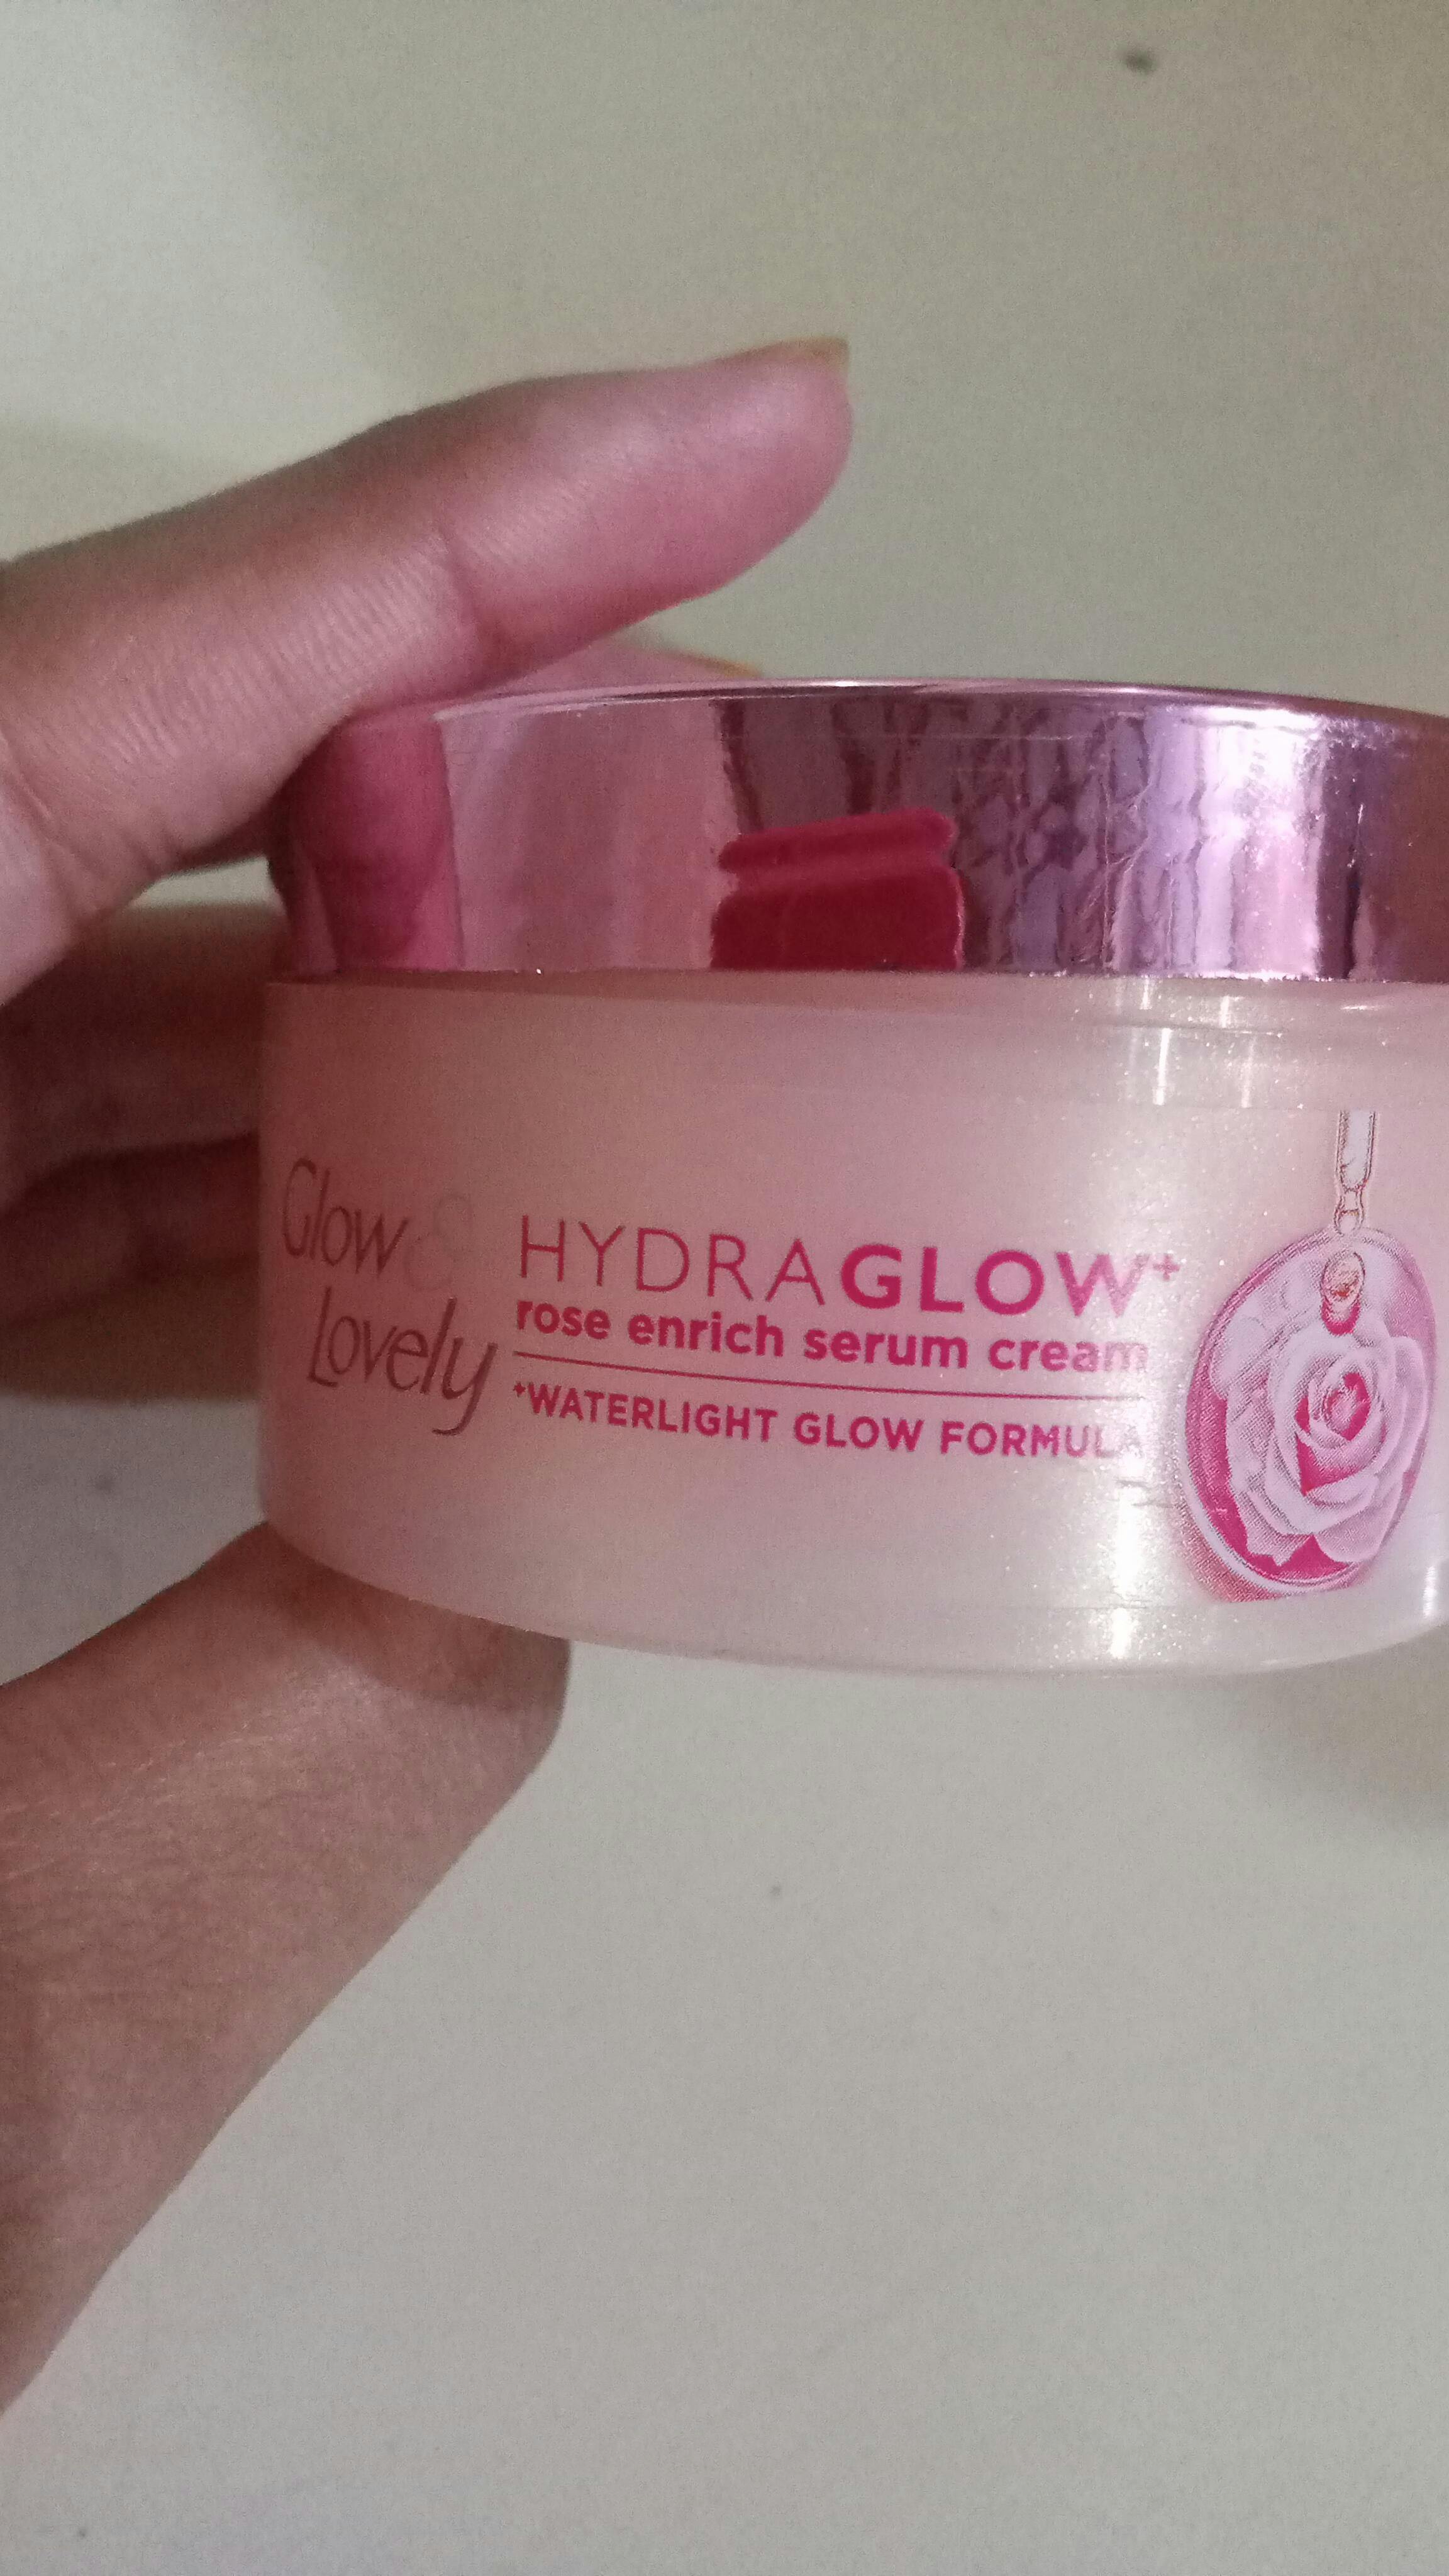 Glow &
Lovely
HYDRAGLOW+
rose enrich serum cream
+WATERLIGHT GLOW FORMULA